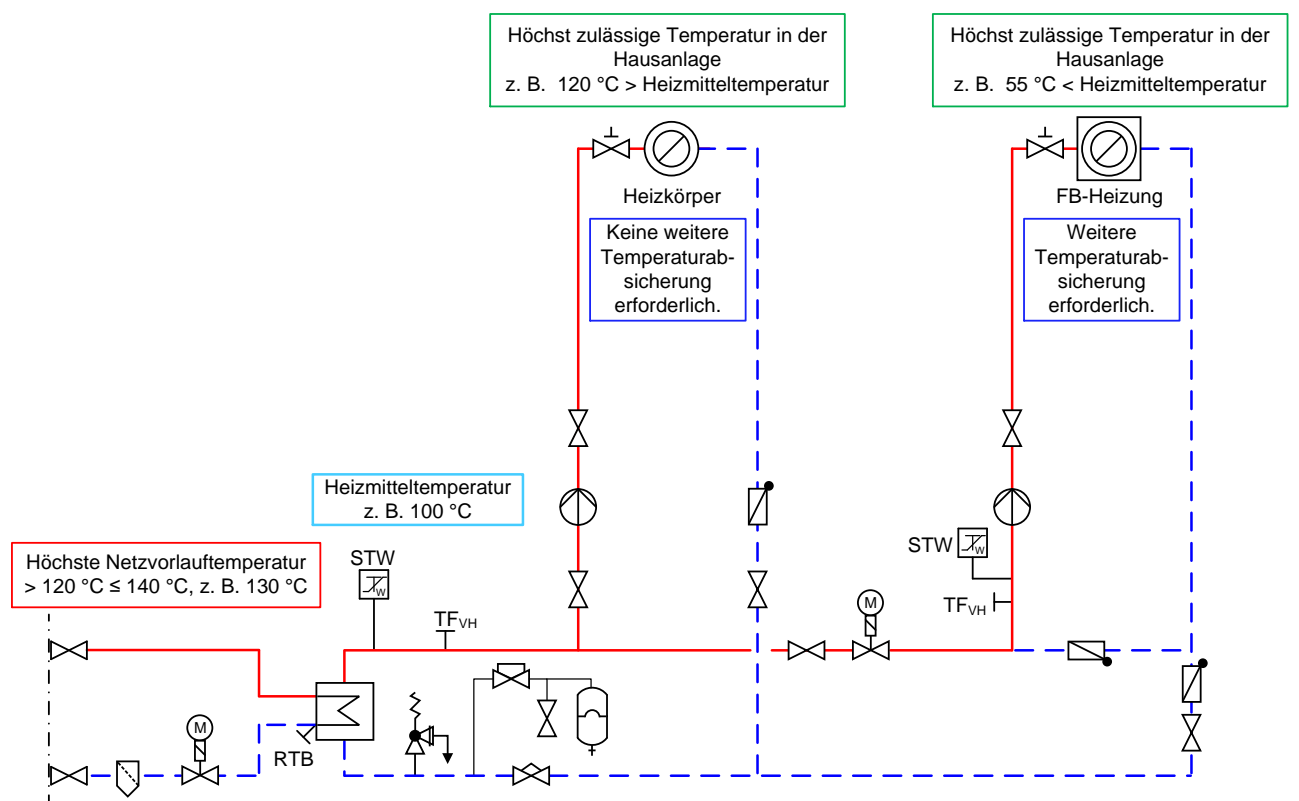 Höchst zulässige Temperatur in der
Hausanlage
z. B.  120 °C > Heizmitteltemperatur
Höchst zulässige Temperatur in der
Hausanlage
z. B.  55 °C < Heizmitteltemperatur
Heizkörper
FB-Heizung
Keine weitere
Temperaturab-
sicherung
erforderlich.
Weitere
Temperaturab-
sicherung
erforderlich.
Heizmitteltemperatur
z. B. 100 °C
Höchste Netzvorlauftemperatur
> 120 °C ≤ 140 °C, z. B. 130 °C
STW
W
TF_VH
STW
W
TF_VH
M
M
RTB